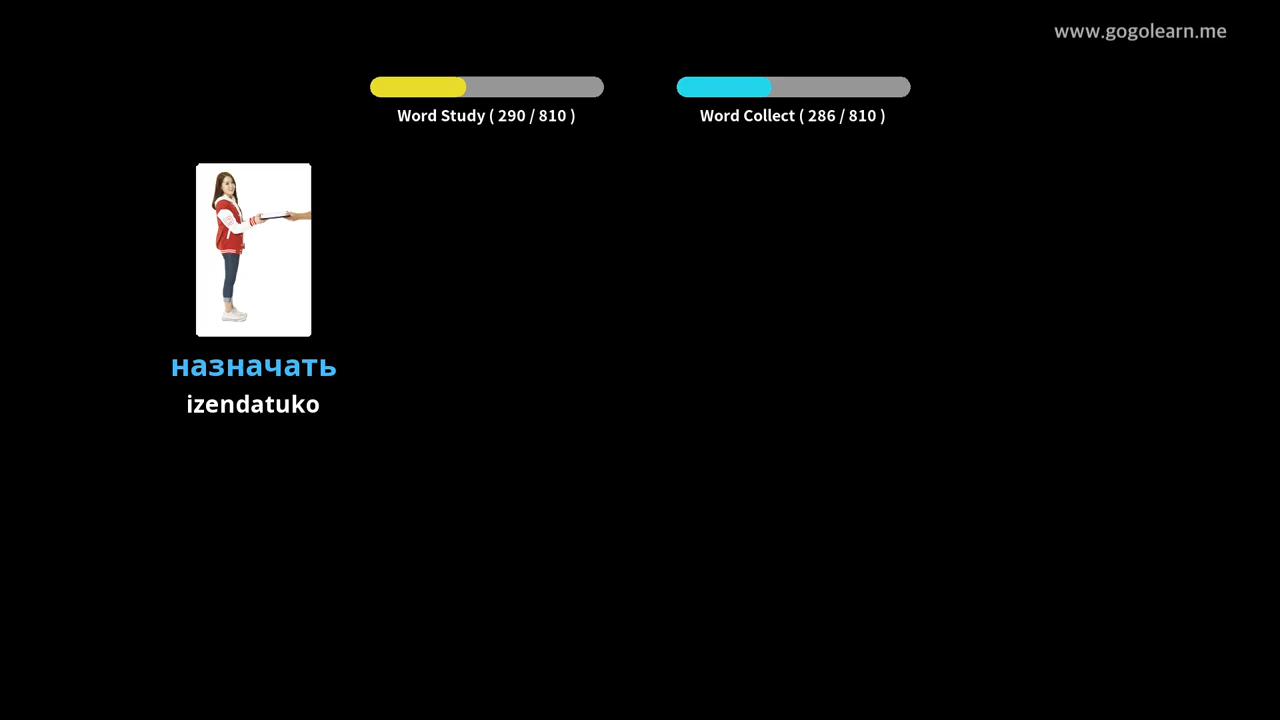 www.gogolearn.me
Word Study ( 290 / 810 )
Word Collect ( 286 / 810 )
назначать
izendatuko